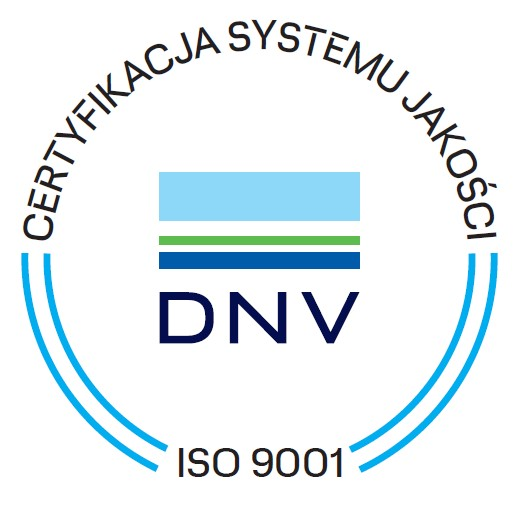 CERTYFIKACJA SYSTEMU JAKOŚCI
DNV
ISO 9001